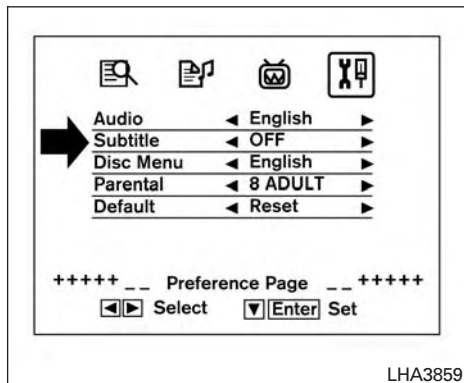 Audio ◄ English ►
Subtitle ◄ OFF ►
Disc Menu ◄ English ►
Parental ◄ 8 ADULT ►
Default ◄ Reset ►
+++++ _ _ Preference Page _ _ +++++
◄ ► Select ▼ Enter Set
LHA3859